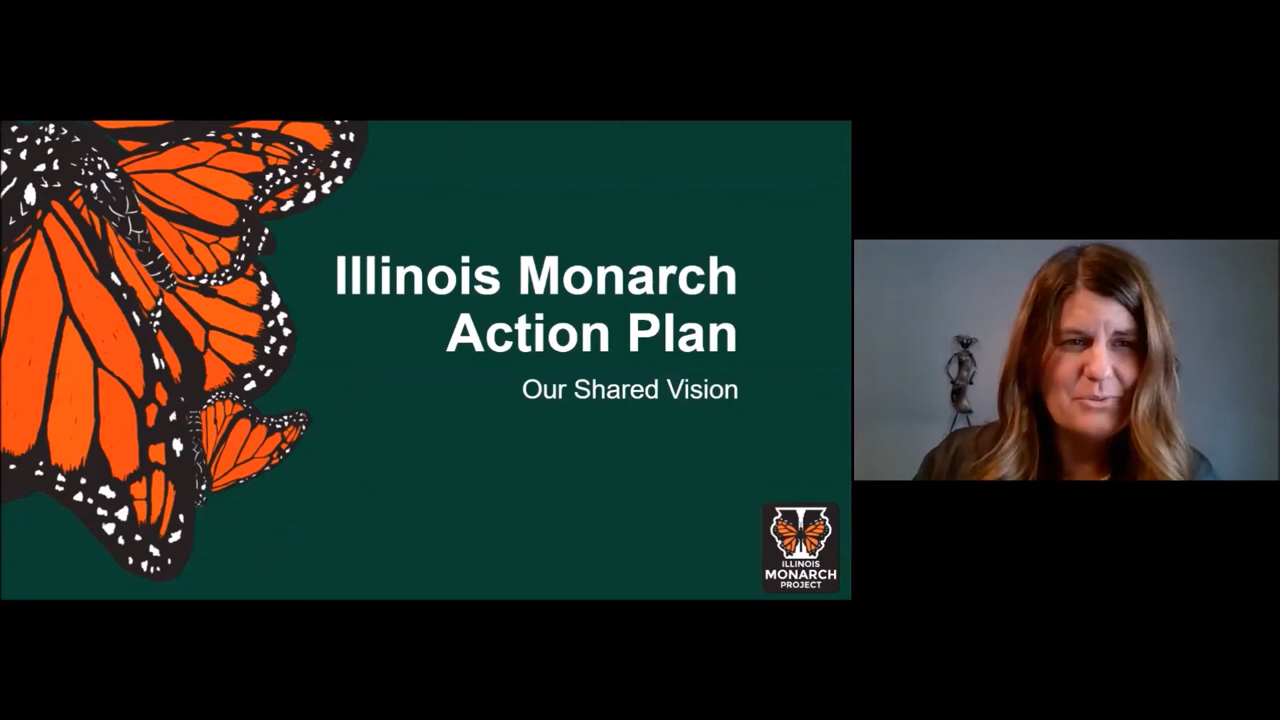 Illinois Monarch
Action Plan
Our Shared Vision
ILLINOIS
MONARCH
PROJECT